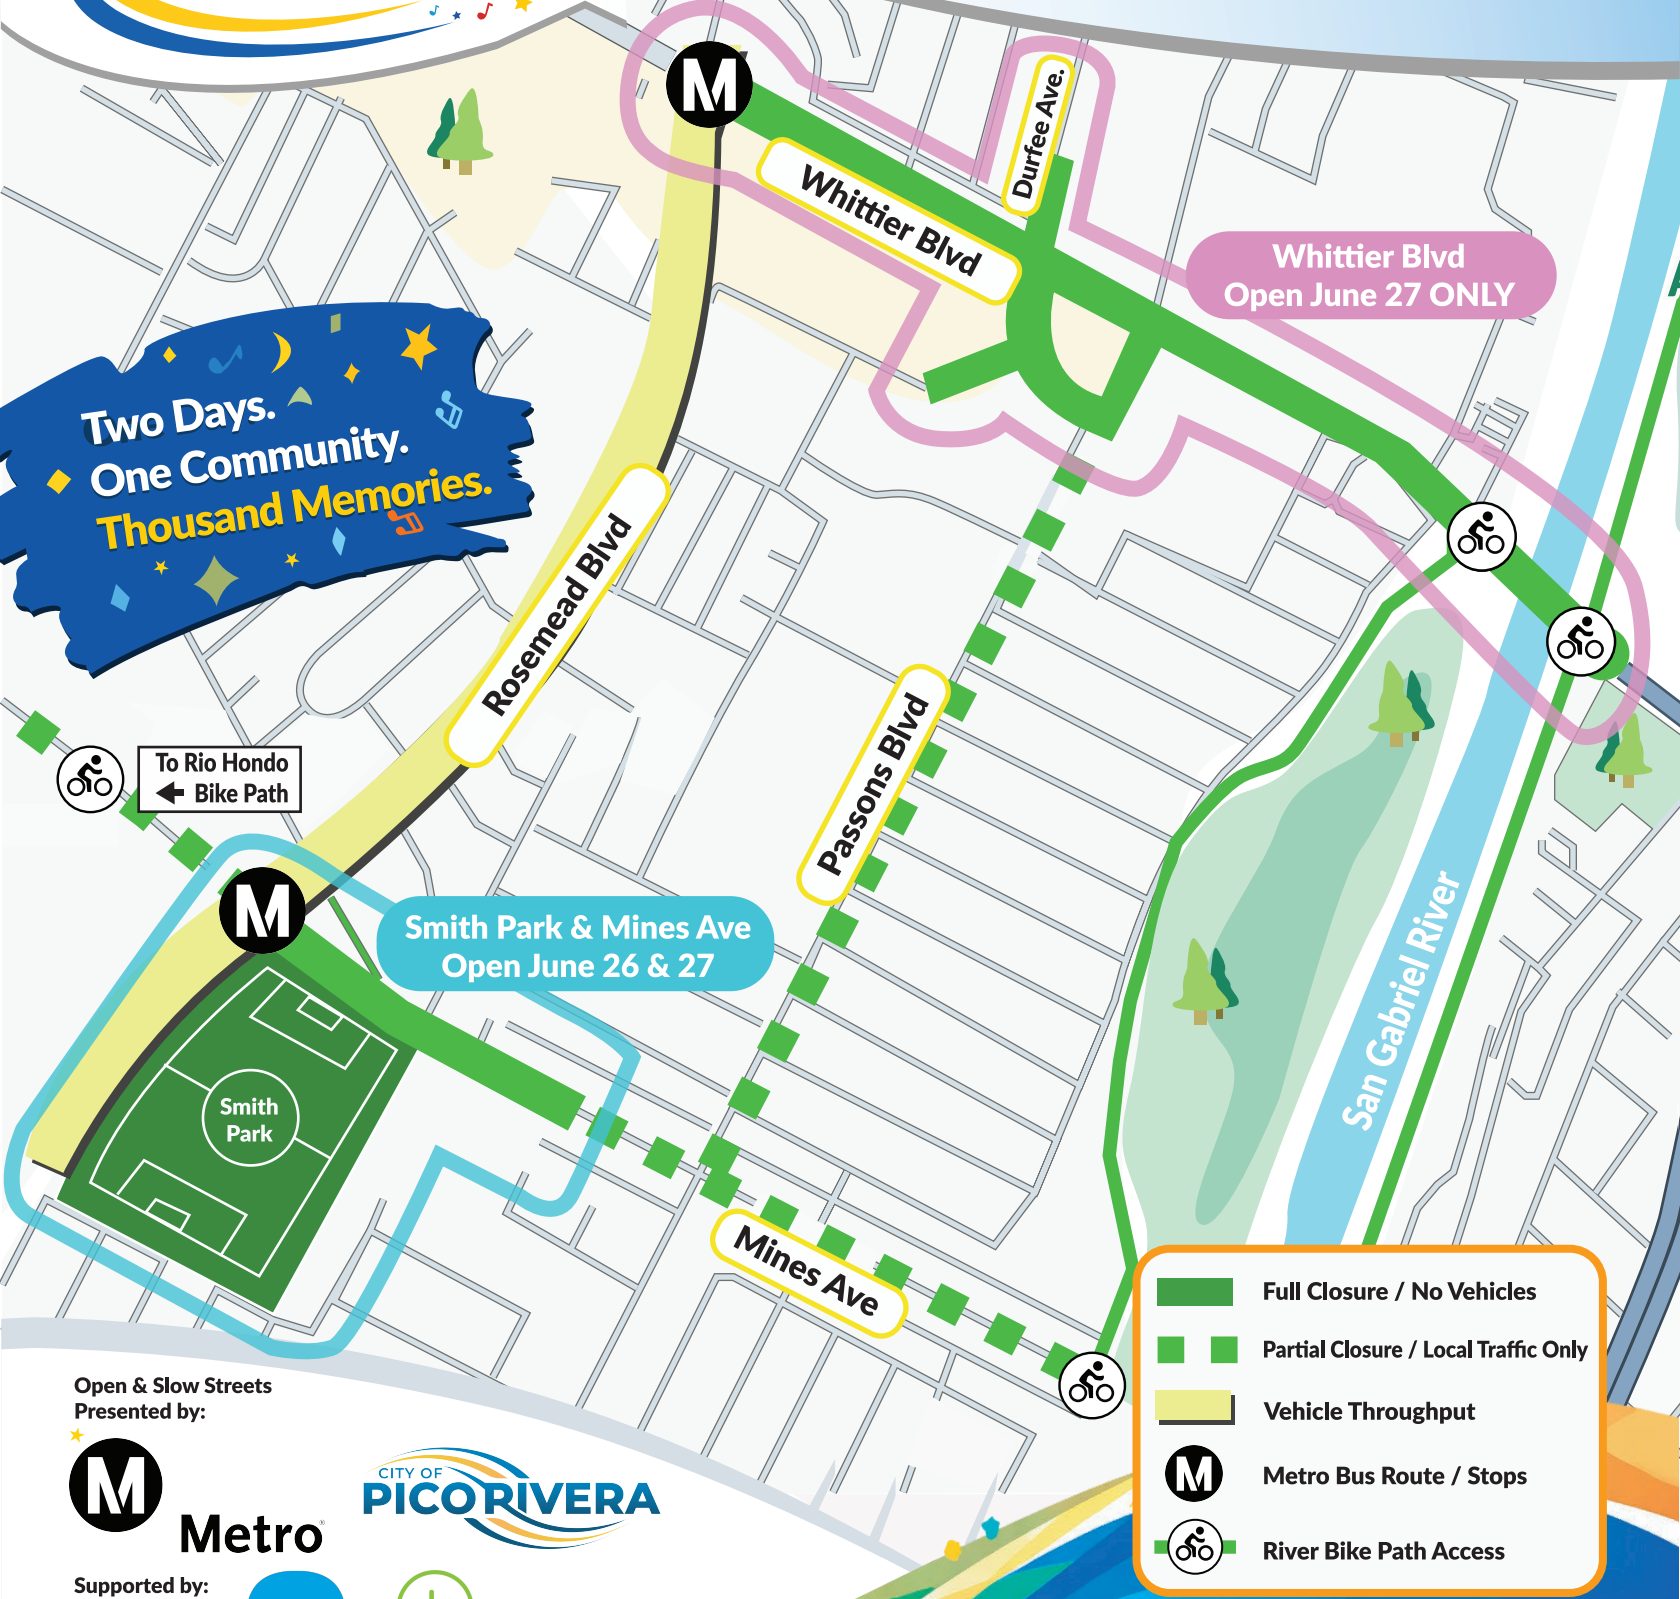 M
Durfee Ave.
Whittier Blvd
Whittier Blvd
Open June 27 ONLY
Two Days.
One Community.
Thousand Memories.
Rosemead Blvd
Passons Blvd
To Rio Hondo
Bike Path
M
Smith Park & Mines Ave
Open June 26 & 27
San Gabriel River
Smith
Park
Mines Ave
Full Closure / No Vehicles
Partial Closure / Local Traffic Only
Vehicle Throughput
M
Metro Bus Route / Stops
River Bike Path Access
Open & Slow Streets
Presented by:
M
Metro
CITY OF
PICO RIVERA
Supported by: